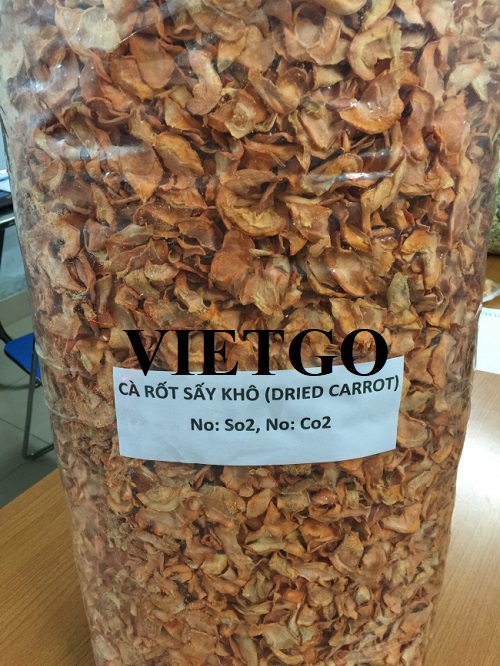 VIETGO
CÀ RỐT SẤY KHÔ (DRIED CARROT)
No: So2, No: Co2